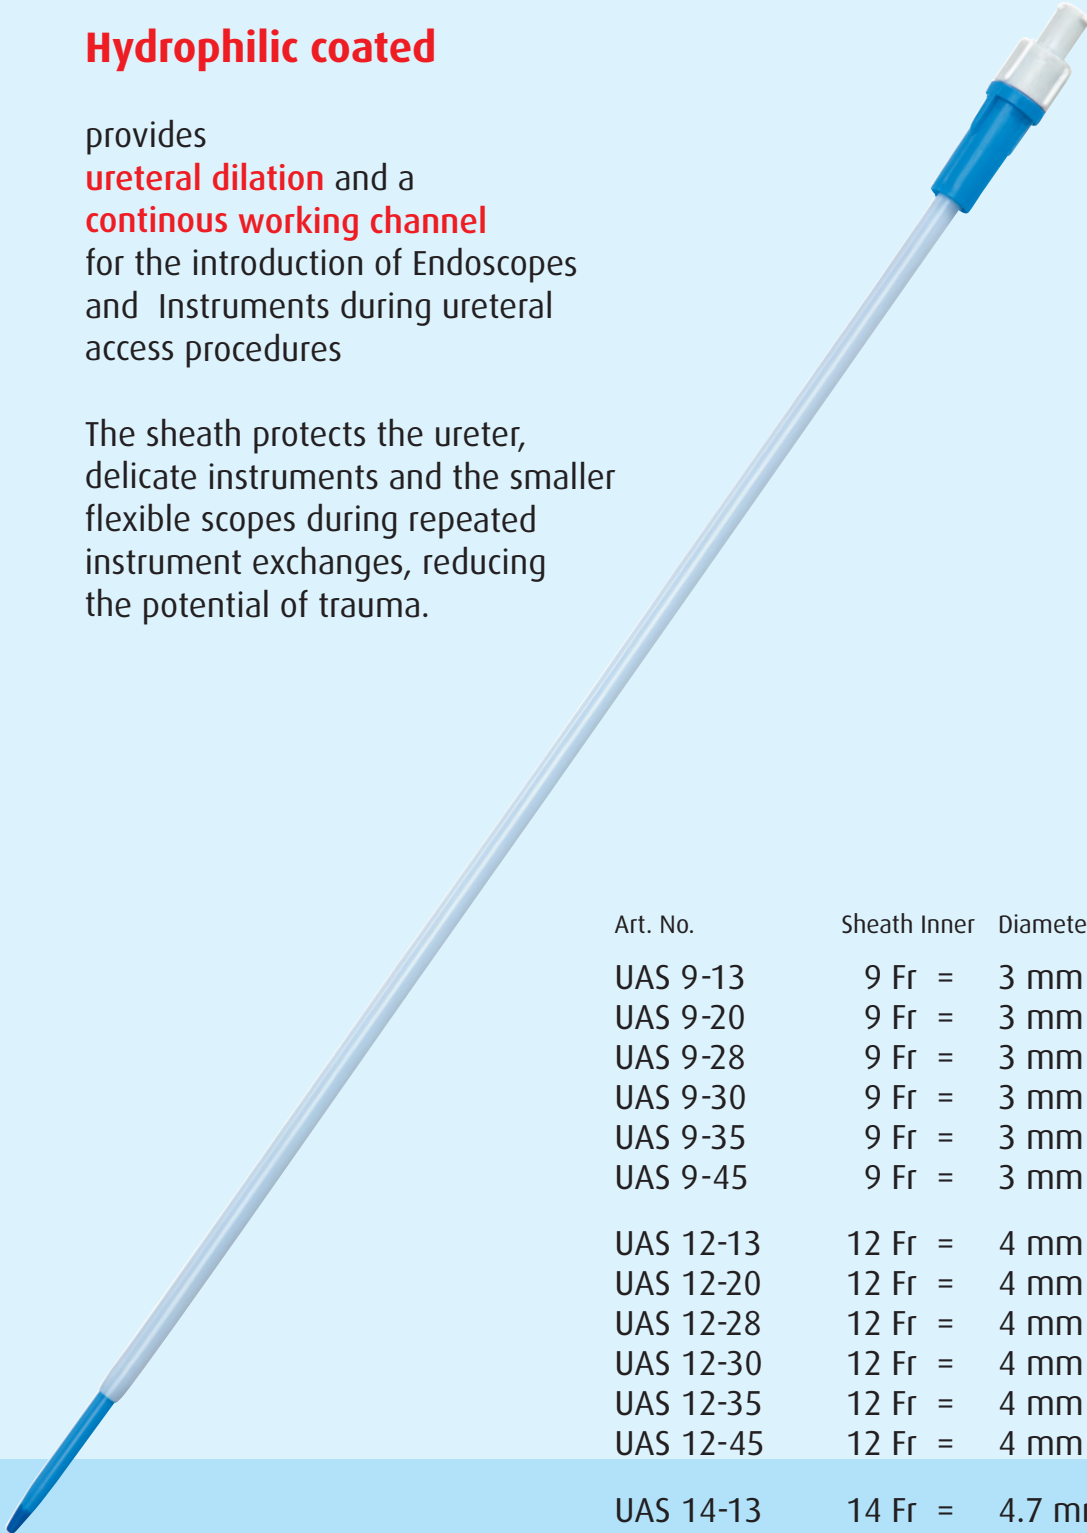 Hydrophilic coated
provides
ureteral dilation and a
continous working channel
for the introduction of Endoscopes
and Instruments during ureteral
access procedures
The sheath protects the ureter,
delicate instruments and the smaller
flexible scopes during repeated
instrument exchanges, reducing
the potential of trauma.
Art. No. Sheath Inner Diamete
UAS 9-13 9 Fr = 3 mm
UAS 9-20 9 Fr = 3 mm
UAS 9-28 9 Fr = 3 mm
UAS 9-30 9 Fr = 3 mm
UAS 9-35 9 Fr = 3 mm
UAS 9-45 9 Fr = 3 mm
UAS 12-13 12 Fr = 4 mm
UAS 12-20 12 Fr = 4 mm
UAS 12-28 12 Fr = 4 mm
UAS 12-30 12 Fr = 4 mm
UAS 12-35 12 Fr = 4 mm
UAS 12-45 12 Fr = 4 mm
UAS 14-13 14 Fr = 4.7 m